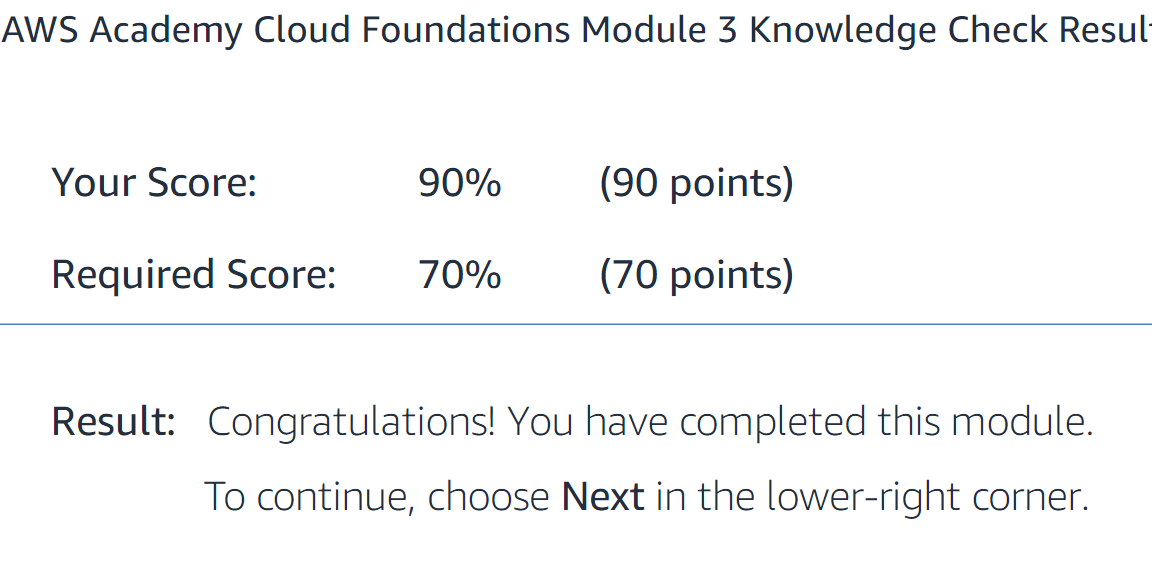 AWS Academy Cloud Foundations Module 3 Knowledge Check Result
Your Score: 90% (90 points)
Required Score: 70% (70 points)
Result: Congratulations! You have completed this module.
To continue, choose Next in the lower-right corner.